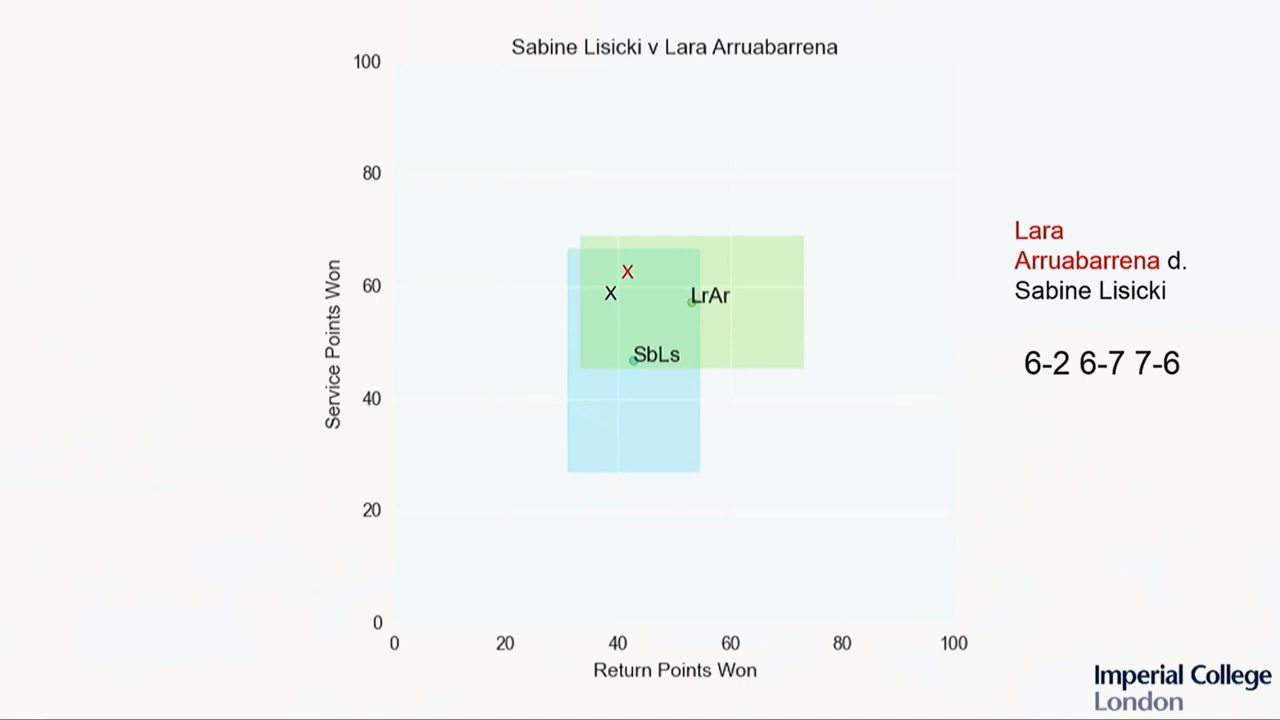 Sabine Lisicki v Lara Arruabarrena
100
80
60
40
20
0
Service Points Won
X
X
LrAr
SbLs
0 20 40 60 80 100
Return Points Won
Lara
Arruabarrena d.
Sabine Lisicki
6-2 6-7 7-6
Imperial College
London